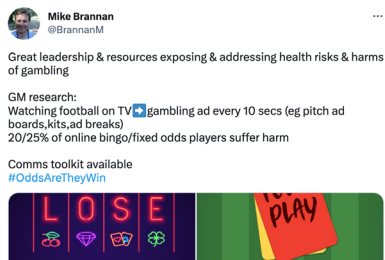 Mike Brannan
@BrannanM
Great leadership & resources exposing & addressing health risks & harms
of gambling
GM research:
Watching football on TV➡️gambling ad every 10 secs (eg pitch ad
boards,kits,ad breaks)
20/25% of online bingo/fixed odds players suffer harm
Comms toolkit available
#OddsAreTheyWin
LOSE
PLAY